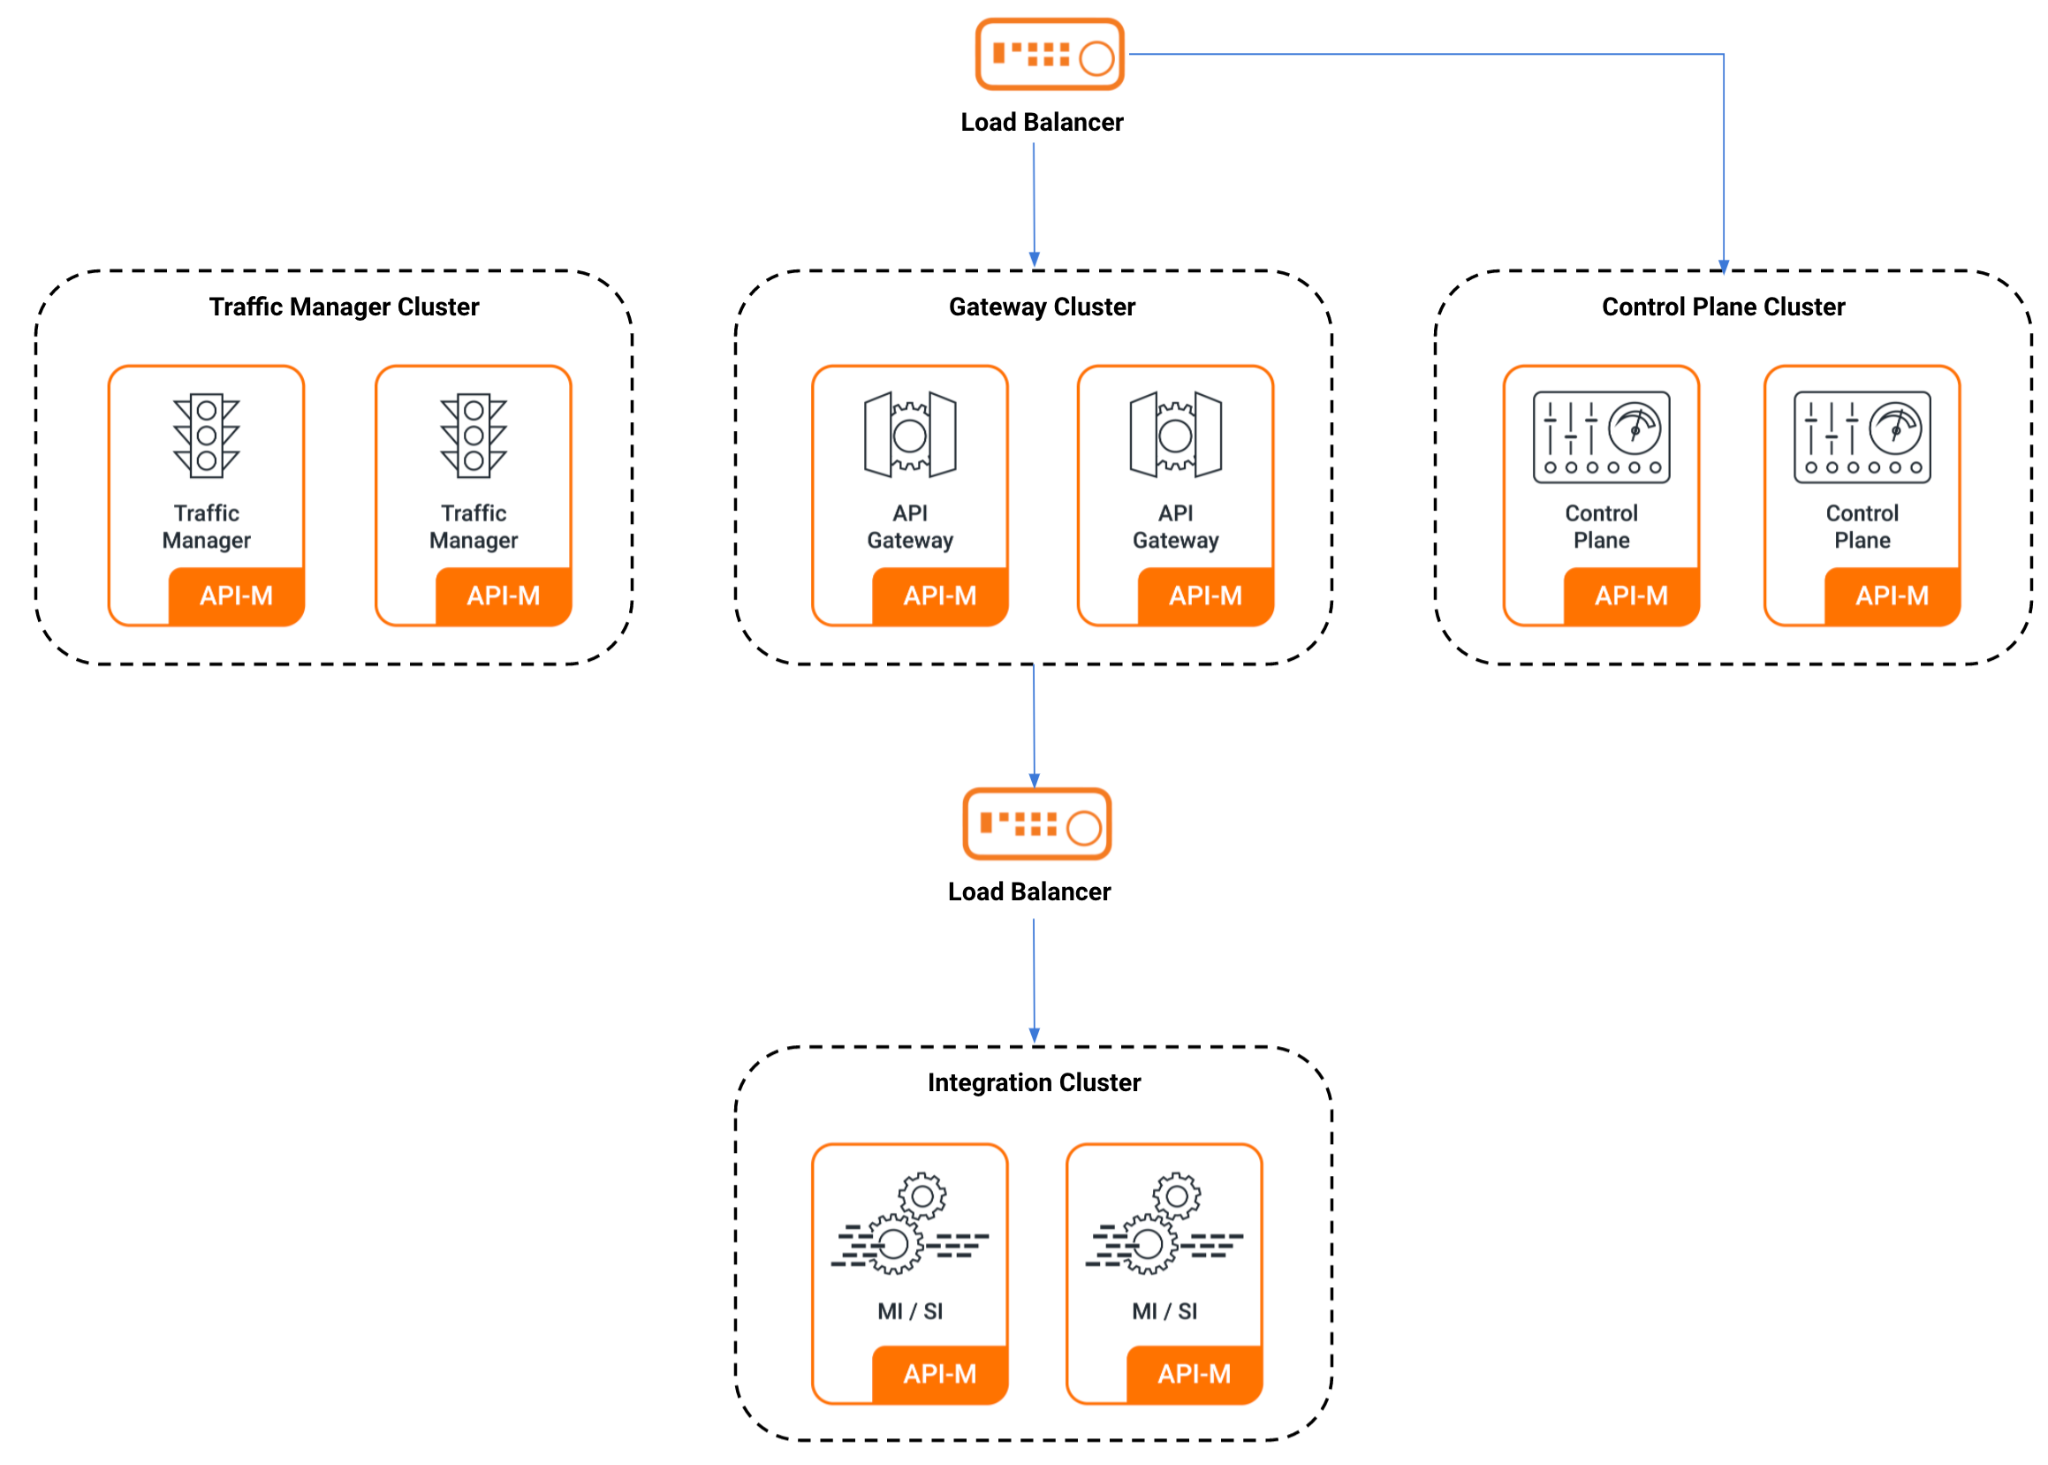 Load Balancer
Traffic Manager Cluster
Traffic
Manager
API-M
Traffic
Manager
API-M
Gateway Cluster
API
Gateway
API-M
API
Gateway
API-M
Control Plane Cluster
Control
Plane
API-M
Control
Plane
API-M
Load Balancer
Integration Cluster
MI / SI
API-M
MI / SI
API-M